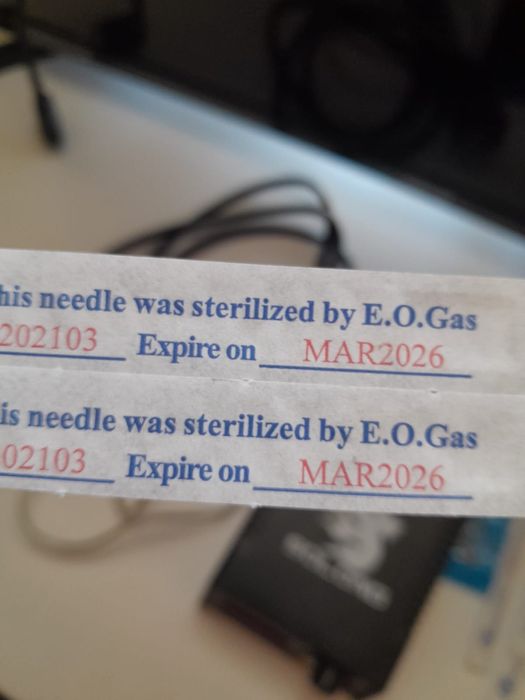 his needle was sterilized by E.O.Gas
202103 Expire on MAR2026
is needle was sterilized by E.O.Gas
02103 Expire on MAR2026